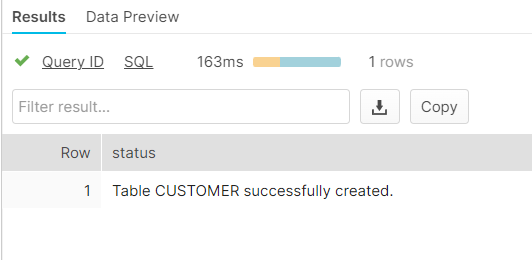 Results Data Preview
Query ID SQL 163ms 1 rows
Filter result... Copy
Row status
1 Table CUSTOMER successfully created.